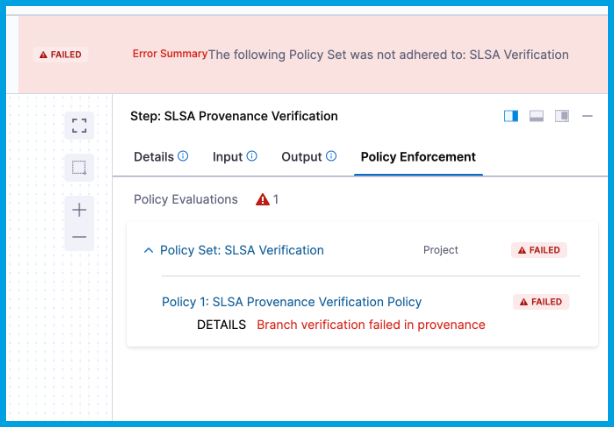 FAILED Error Summary The following Policy Set was not adhered to: SLSA Verification
Step: SLSA Provenance Verification
Details Input Output Policy Enforcement
Policy Evaluations 1
Policy Set: SLSA Verification Project FAILED
Policy 1: SLSA Provenance Verification Policy FAILED
DETAILS Branch verification failed in provenance